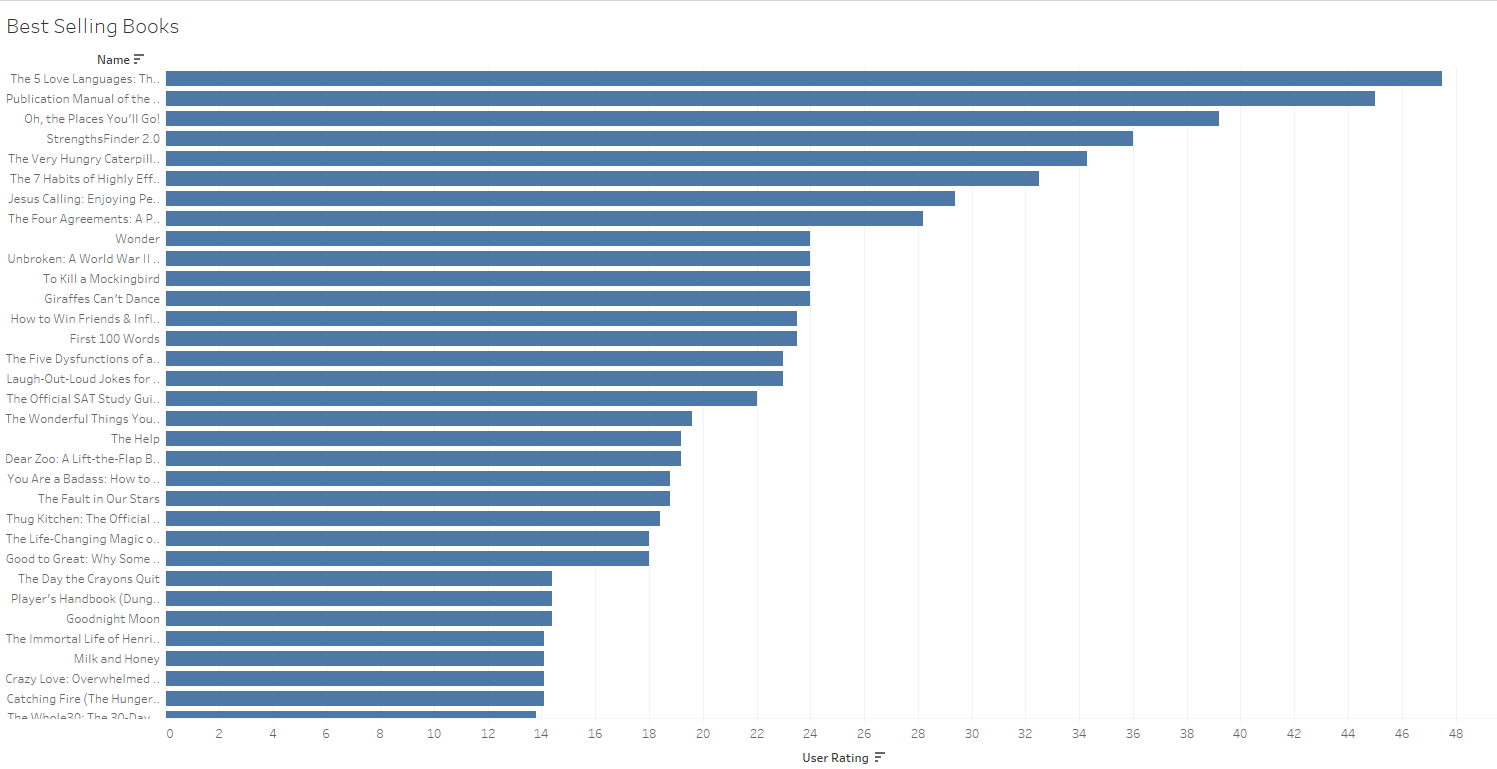 Best Selling Books
Name
The 5 Love Languages: Th..
Publication Manual of the ..
Oh, the Places You'll Go!
StrengthsFinder 2.0
The Very Hungry Caterpill..
The 7 Habits of Highly Eff..
Jesus Calling: Enjoying Pe..
The Four Agreements: A P..
Wonder
Unbroken: A World War II ..
To Kill a Mockingbird
Giraffes Can't Dance
How to Win Friends & Infl..
First 100 Words
The Five Dysfunctions of a..
Laugh-Out-Loud Jokes for ..
The Official SAT Study Gui..
The Wonderful Things You..
The Help
Dear Zoo: A Lift-the-Flap B..
You Are a Badass: How to ..
The Fault in Our Stars
Thug Kitchen: The Official ..
The Life-Changing Magic o..
Good to Great: Why Some ..
The Day the Crayons Quit
Player's Handbook (Dung..
Goodnight Moon
The Immortal Life of Henri..
Milk and Honey
Crazy Love: Overwhelmed ..
Catching Fire (The Hunger..
The Whole30: The 30-Day..
0 2 4 6 8 10 12 14 16 18 20 22 24 26 28 30 32 34 36 38 40 42 44 46 48
User Rating